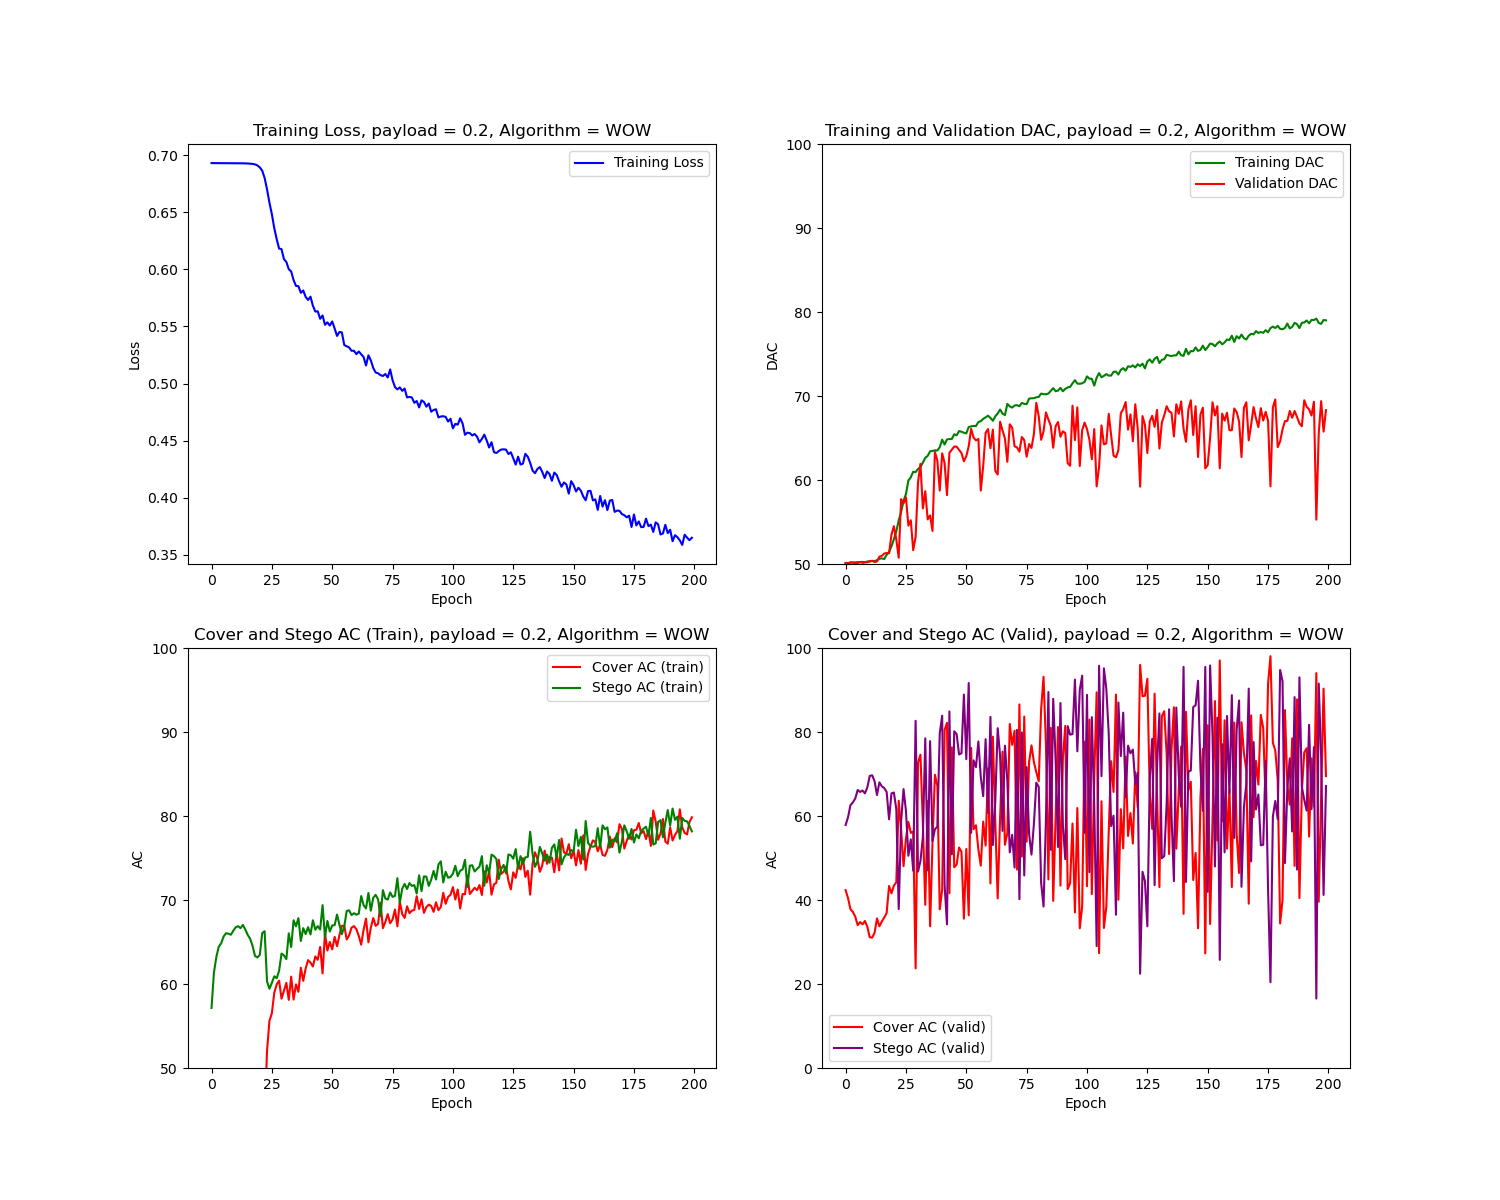 Training Loss, payload = 0.2, Algorithm = WOW
Training Loss
0.70
0.65
0.60
0.55
0.50
0.45
0.40
0.35
Loss
0 25 50 75 100 125 150 175 200
Epoch
Training and Validation DAC, payload = 0.2, Algorithm = WOW
Training DAC
Validation DAC
100
90
80
70
60
50
DAC
0 25 50 75 100 125 150 175 200
Epoch
Cover and Stego AC (Train), payload = 0.2, Algorithm = WOW
Cover AC (train)
Stego AC (train)
100
90
80
70
60
50
AC
0 25 50 75 100 125 150 175 200
Epoch
Cover and Stego AC (Valid), payload = 0.2, Algorithm = WOW
100
80
60
40
20
0
AC
Cover AC (valid)
Stego AC (valid)
0 25 50 75 100 125 150 175 200
Epoch